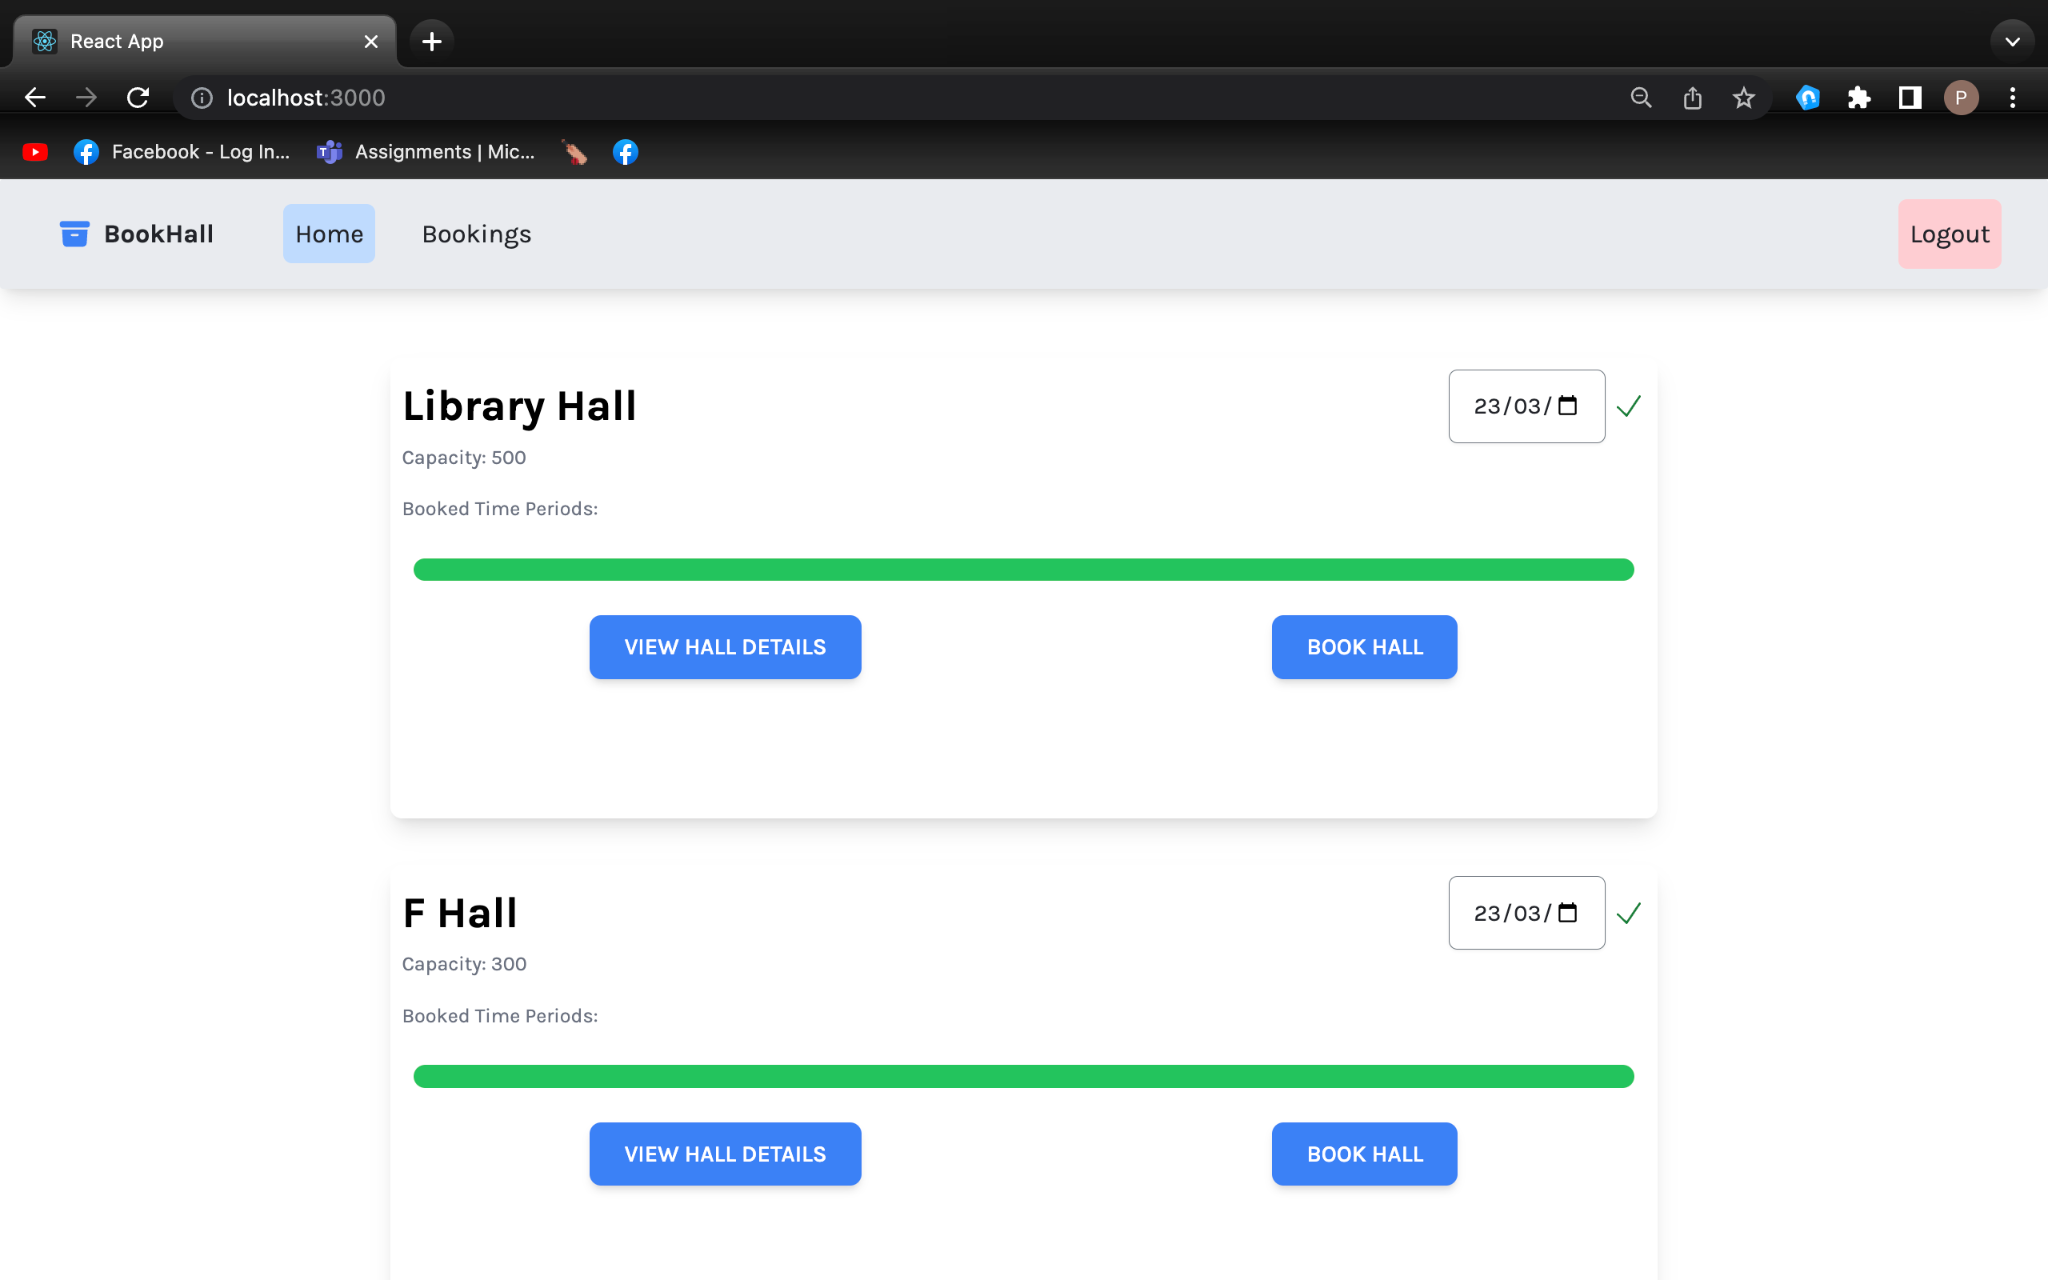 React App
localhost:3000
P
Facebook - Log In...
Assignments | Mic...
BookHall
Home
Bookings
Logout
Library Hall
23/03/
Capacity: 500
Booked Time Periods:
VIEW HALL DETAILS
BOOK HALL
F Hall
23/03/
Capacity: 300
Booked Time Periods:
VIEW HALL DETAILS
BOOK HALL